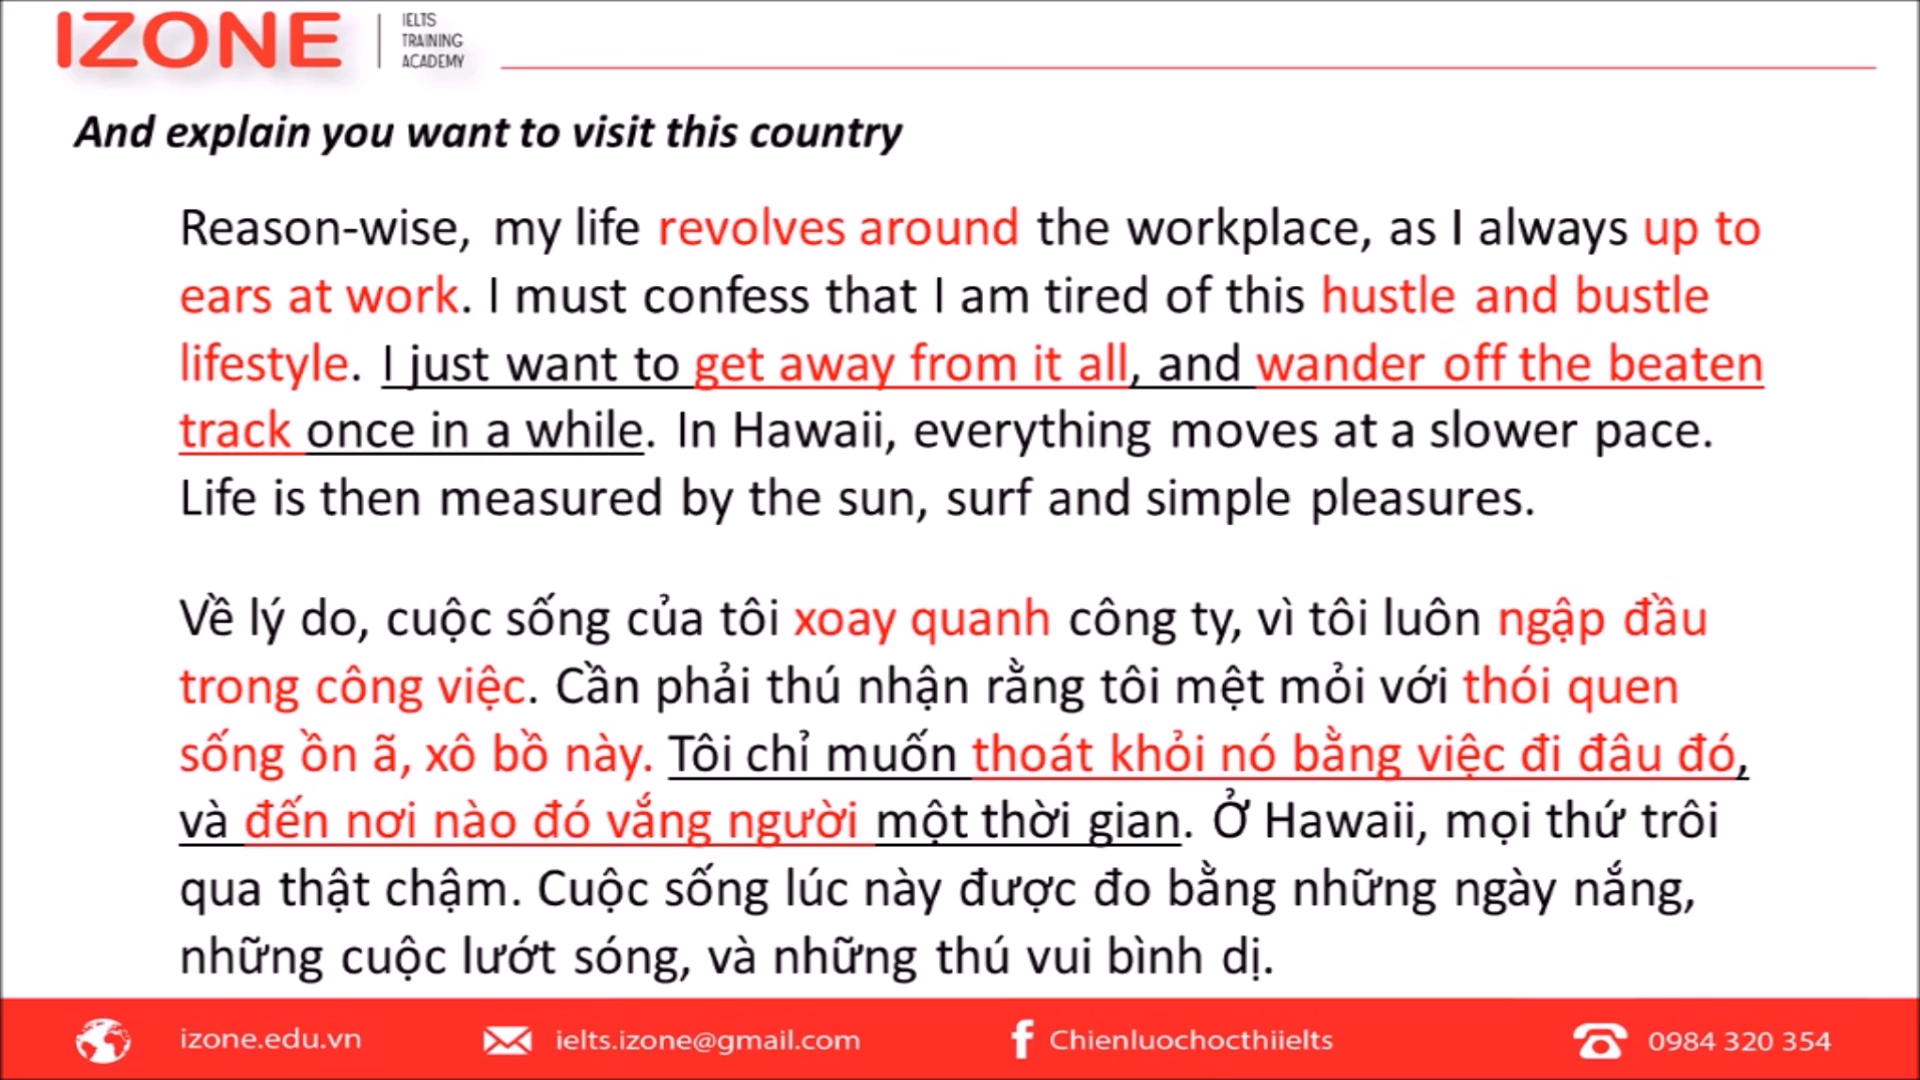 IZONE
IELTS
TRAINING
ACADEMY
And explain you want to visit this country
Reason-wise, my life revolves around the workplace, as I always up to
ears at work. I must confess that I am tired of this hustle and bustle
lifestyle. I just want to get away from it all, and wander off the beaten
track once in a while. In Hawaii, everything moves at a slower pace.
Life is then measured by the sun, surf and simple pleasures.
Về lý do, cuộc sống của tôi xoay quanh công ty, vì tôi luôn ngập đầu
trong công việc. Cần phải thú nhận rằng tôi mệt mỏi với thói quen
sống ồn ã, xô bồ này. Tôi chỉ muốn thoát khỏi nó bằng việc đi đâu đó,
và đến nơi nào đó vắng người một thời gian. Ở Hawaii, mọi thứ trôi
qua thật chậm. Cuộc sống lúc này được đo bằng những ngày nắng,
những cuộc lướt sóng, và những thú vui bình dị.
izone.edu.vn ielts.izone@gmail.com Chienluochocthiielts 0984 320 354